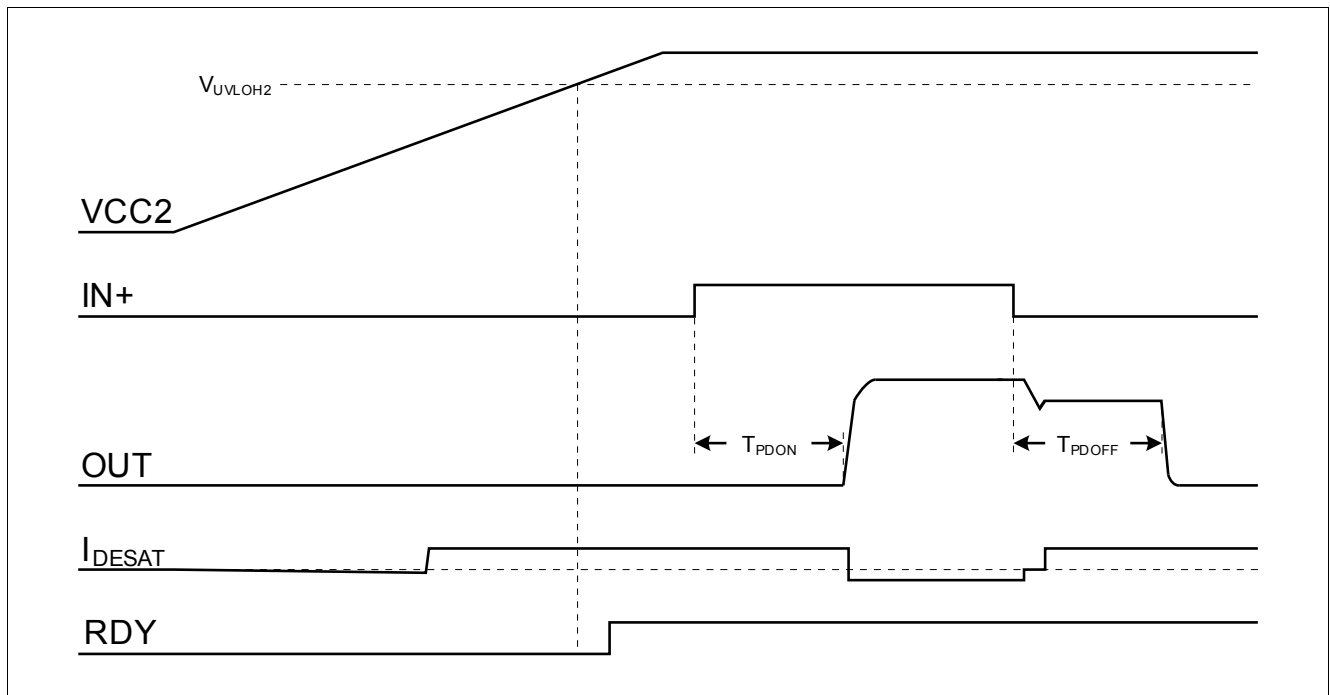 VUVLOH2
VCC2
IN+
TPDON
TPDOFF
OUT
IDESAT
RDY